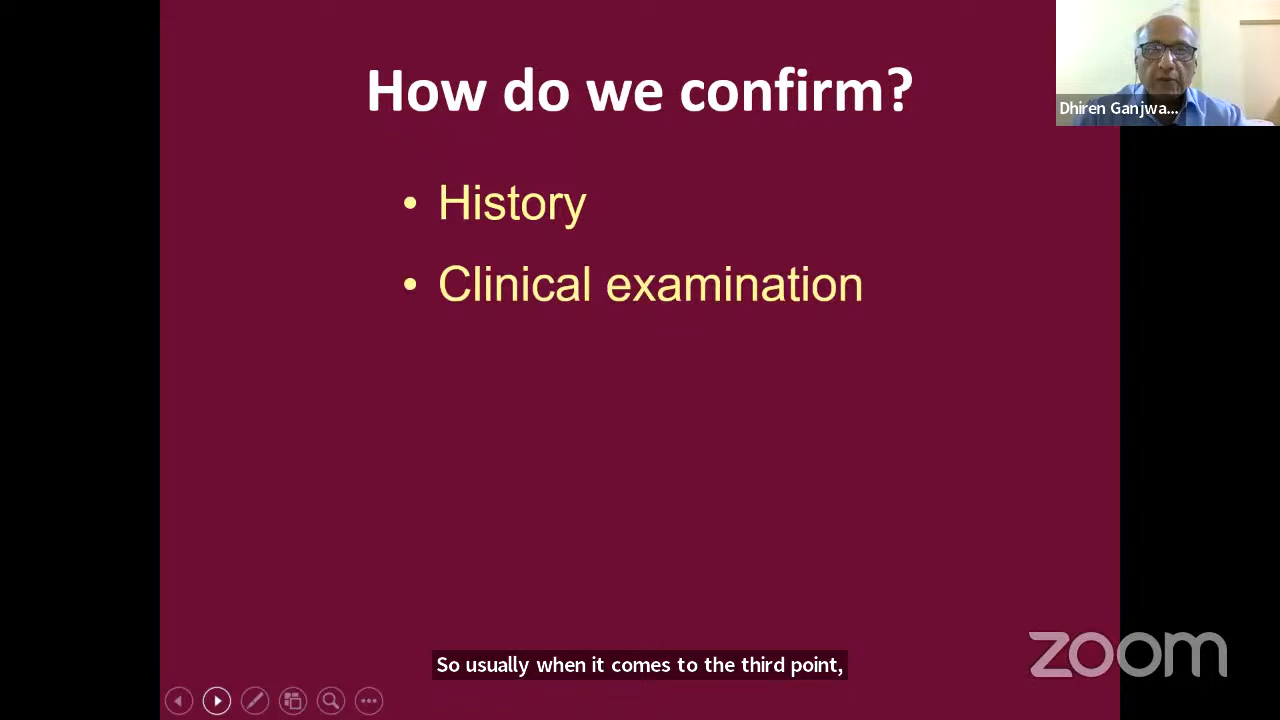 How do we confirm?
Dhiren Ganjwa...
• History
• Clinical examination
So usually when it comes to the third point,
zoom